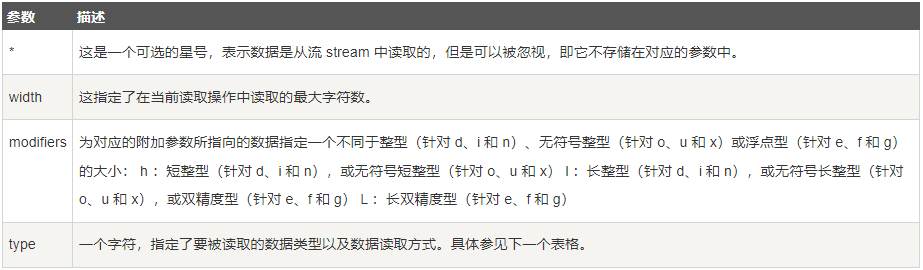 参数 描述
* 这是一个可选的星号，表示数据是从流 stream 中读取的，但是可以被忽视，即它不存储在对应的参数中。
width 这指定了在当前读取操作中读取的最大字符数。
modifiers 为对应的附加参数所指向的数据指定一个不同于整型（针对 d、i 和 n）、无符号整型（针对 o、u 和 x）或浮点型（针对 e、f 和 g）
的大小： h ：短整型（针对 d、i 和 n），或无符号短整型（针对 o、u 和 x） l ：长整型（针对 d、i 和 n），或无符号长整型（针对
o、u 和 x），或双精度型（针对 e、f 和 g） L ：长双精度型（针对 e、f 和 g）
type 一个字符，指定了要被读取的数据类型以及数据读取方式。具体参见下一个表格。